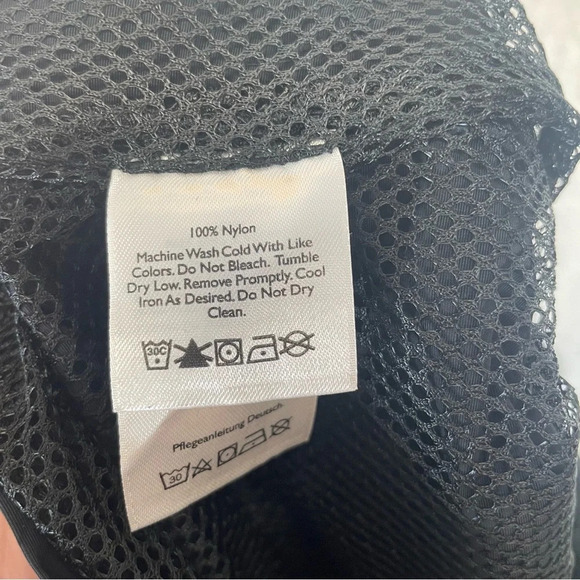 100% Nylon
Machine Wash Cold With Like
Colors. Do Not Bleach. Tumble
Dry Low. Remove Promptly. Cool
Iron As Desired. Do Not Dry
Clean.
30C
Pflegeanleitung Deutsch
30